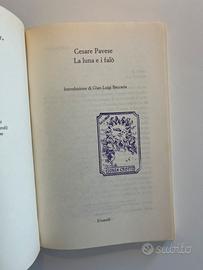 Cesare Pavese
La luna e i falò
Introduzione di Gian Luigi Beccaria
Einaudi
subito